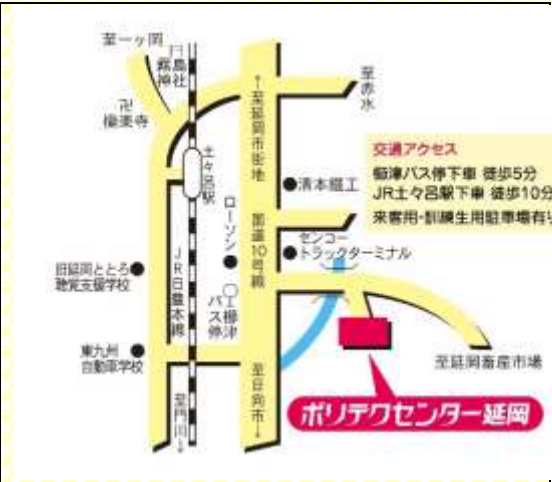 至一ヶ岡
霧島
神社
卍
極楽寺
土々呂駅
←至延岡市街地
至赤水
交通アクセス
櫛津バス停下車 徒歩5分
JR土々呂駅下車 徒歩10分
来客用・訓練生用駐車場有り
清本鐵工
ローソン
国道10号線
センコー
トラックターミナル
旧延岡ととろ
聴覚支援学校
JR日豊本線
櫛津
バス停
東九州
自動車学校
至門川→
至日向市→
至延岡畜産市場
ポリテクセンター延岡